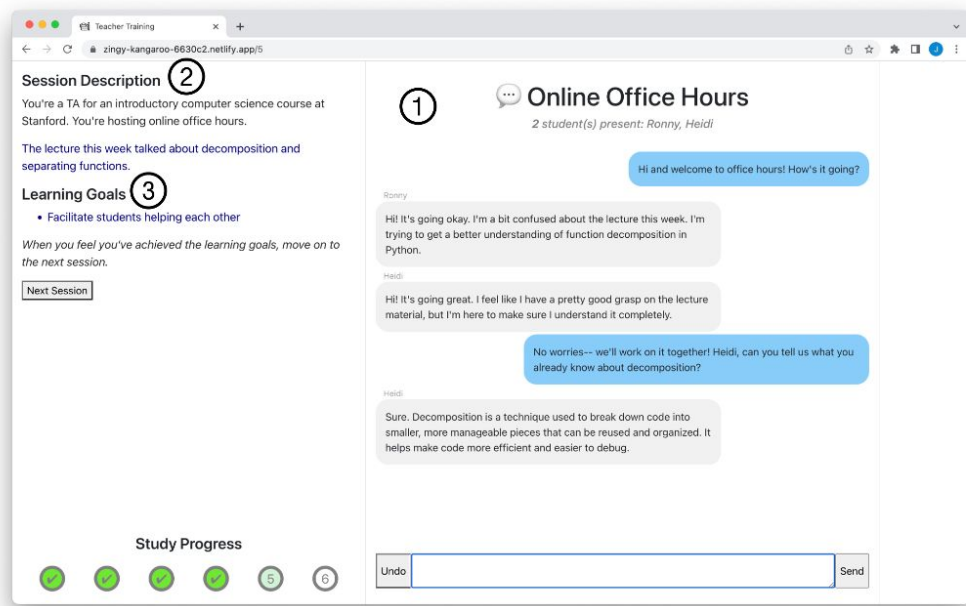 Teacher Training
zingy-kangaroo-6630c2.netlify.app/5
J
Session Description
2
You're a TA for an introductory computer science course at
Stanford. You're hosting online office hours.
The lecture this week talked about decomposition and
separating functions.
Learning Goals
3
• Facilitate students helping each other
When you feel you've achieved the learning goals, move on to
the next session.
Next Session
Study Progress
5
6
1
Online Office Hours
2 student(s) present: Ronny, Heidi
Hi and welcome to office hours! How's it going?
Ronny
Hi! It's going okay. I'm a bit confused about the lecture this week. I'm
trying to get a better understanding of function decomposition in
Python.
Heidi
Hi! It's going great. I feel like I have a pretty good grasp on the lecture
material, but I'm here to make sure I understand it completely.
No worries-- we'll work on it together! Heidi, can you tell us what you
already know about decomposition?
Heidi
Sure. Decomposition is a technique used to break down code into
smaller, more manageable pieces that can be reused and organized. It
helps make code more efficient and easier to debug.
Undo
Send